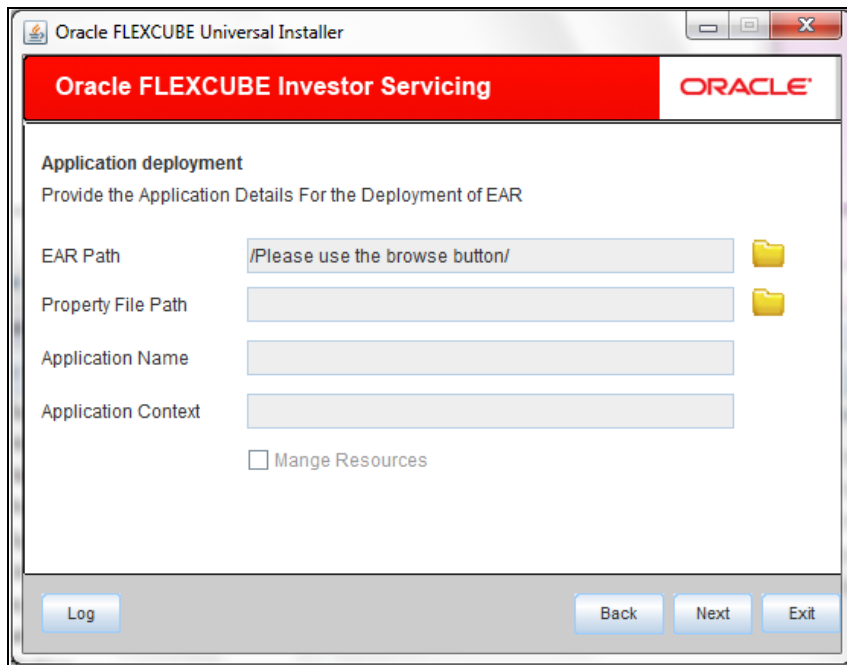 Oracle FLEXCUBE Universal Installer
Oracle FLEXCUBE Investor Servicing
ORACLE
Application deployment
Provide the Application Details For the Deployment of EAR
EAR Path
/Please use the browse button/
Property File Path
Application Name
Application Context
Mange Resources
Log
Back
Next
Exit